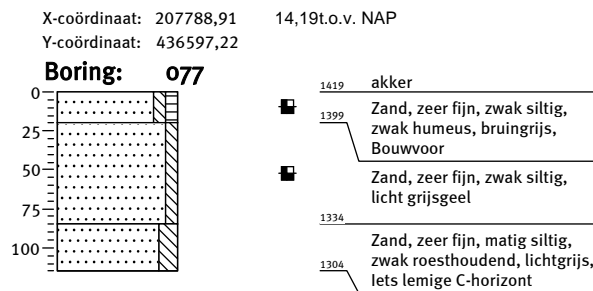 X-coördinaat: 207788,91 14,19t.o.v. NAP
Y-coördinaat: 436597,22
Boring: 077
0
25
50
75
100
1419 akker
1399 Zand, zeer fijn, zwak siltig,
zwak humeus, bruingrijs,
Bouwvoor
Zand, zeer fijn, zwak siltig,
licht grijsgeel
1334
Zand, zeer fijn, matig siltig,
zwak roesthoudend, lichtgrijs,
1304 Iets lemige C-horizont